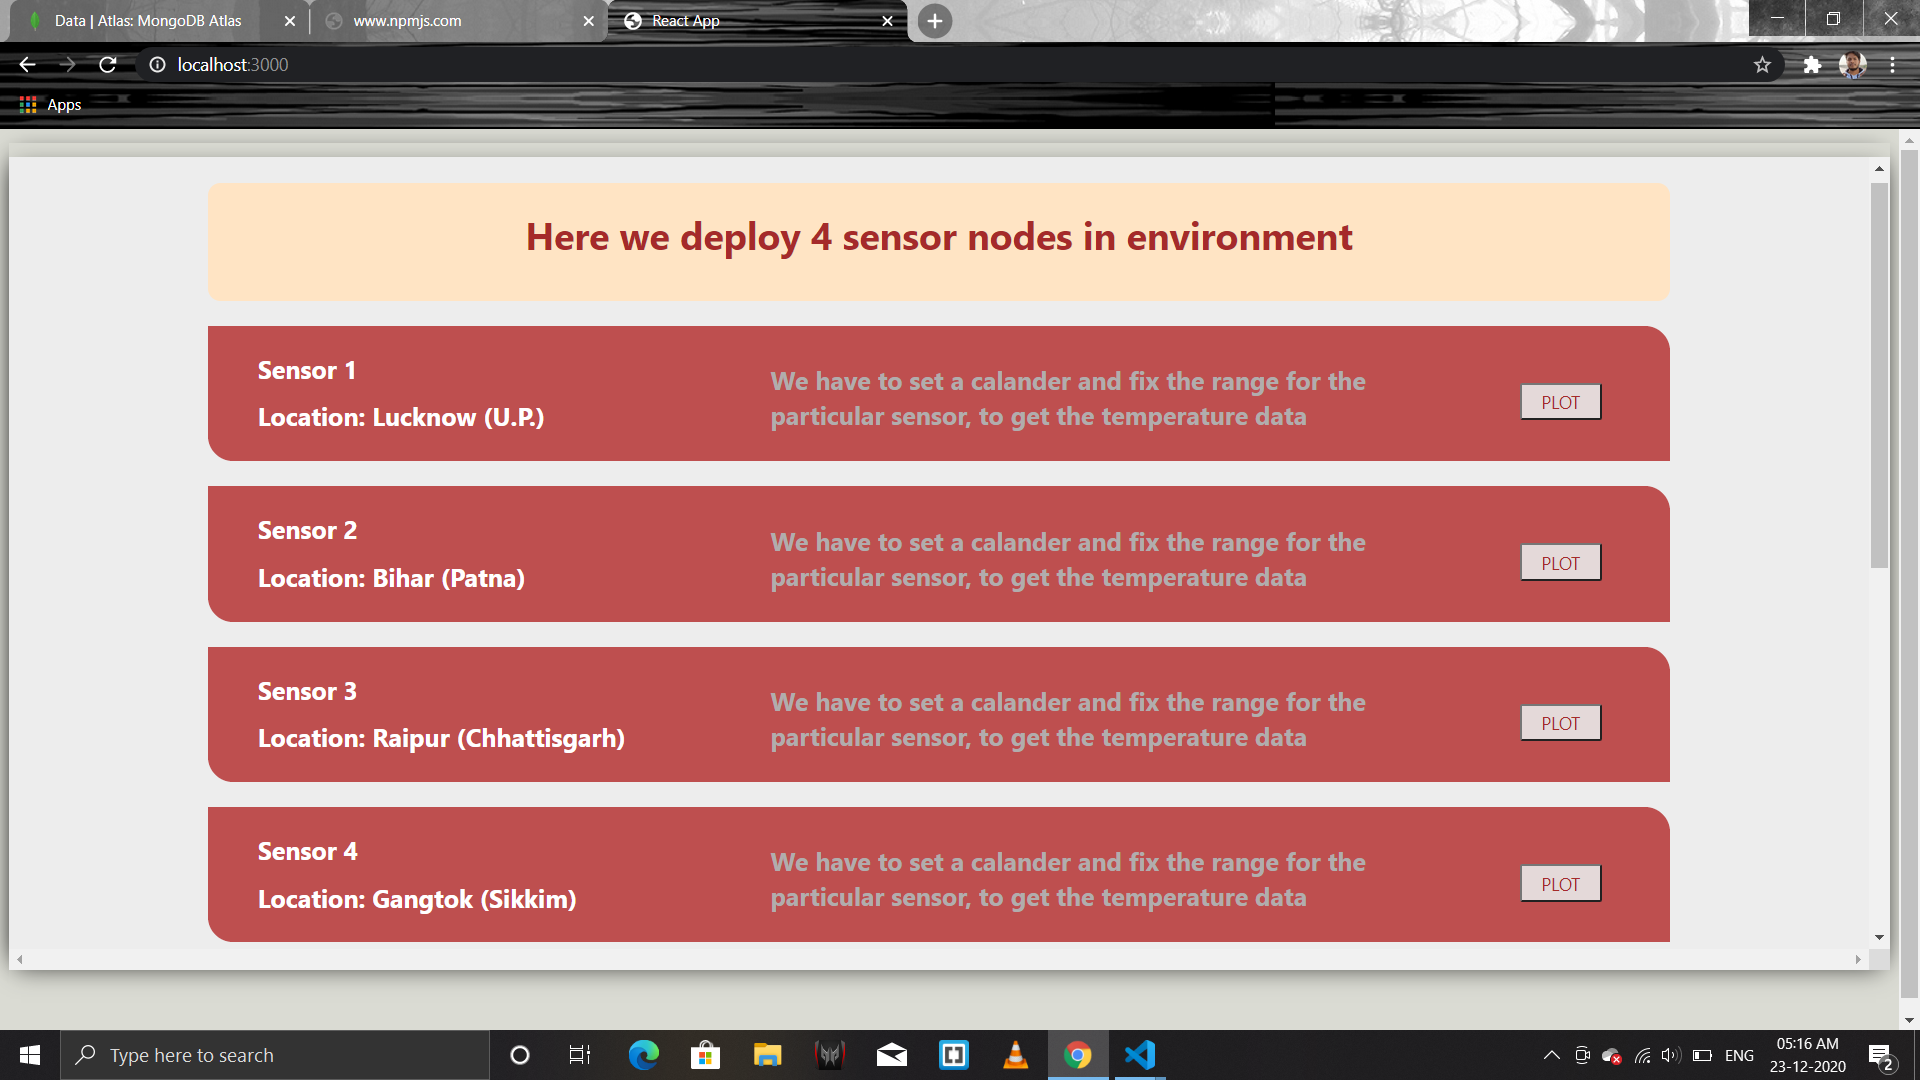 Data | Atlas: MongoDB Atlas
www.npmjs.com
React App
localhost:3000
Apps
Here we deploy 4 sensor nodes in environment
Sensor 1
Location: Lucknow (U.P.)
We have to set a calander and fix the range for the
particular sensor, to get the temperature data
PLOT
Sensor 2
Location: Bihar (Patna)
We have to set a calander and fix the range for the
particular sensor, to get the temperature data
PLOT
Sensor 3
Location: Raipur (Chhattisgarh)
We have to set a calander and fix the range for the
particular sensor, to get the temperature data
PLOT
Sensor 4
Location: Gangtok (Sikkim)
We have to set a calander and fix the range for the
particular sensor, to get the temperature data
PLOT
Type here to search
ENG
05:16 AM
23-12-2020
2